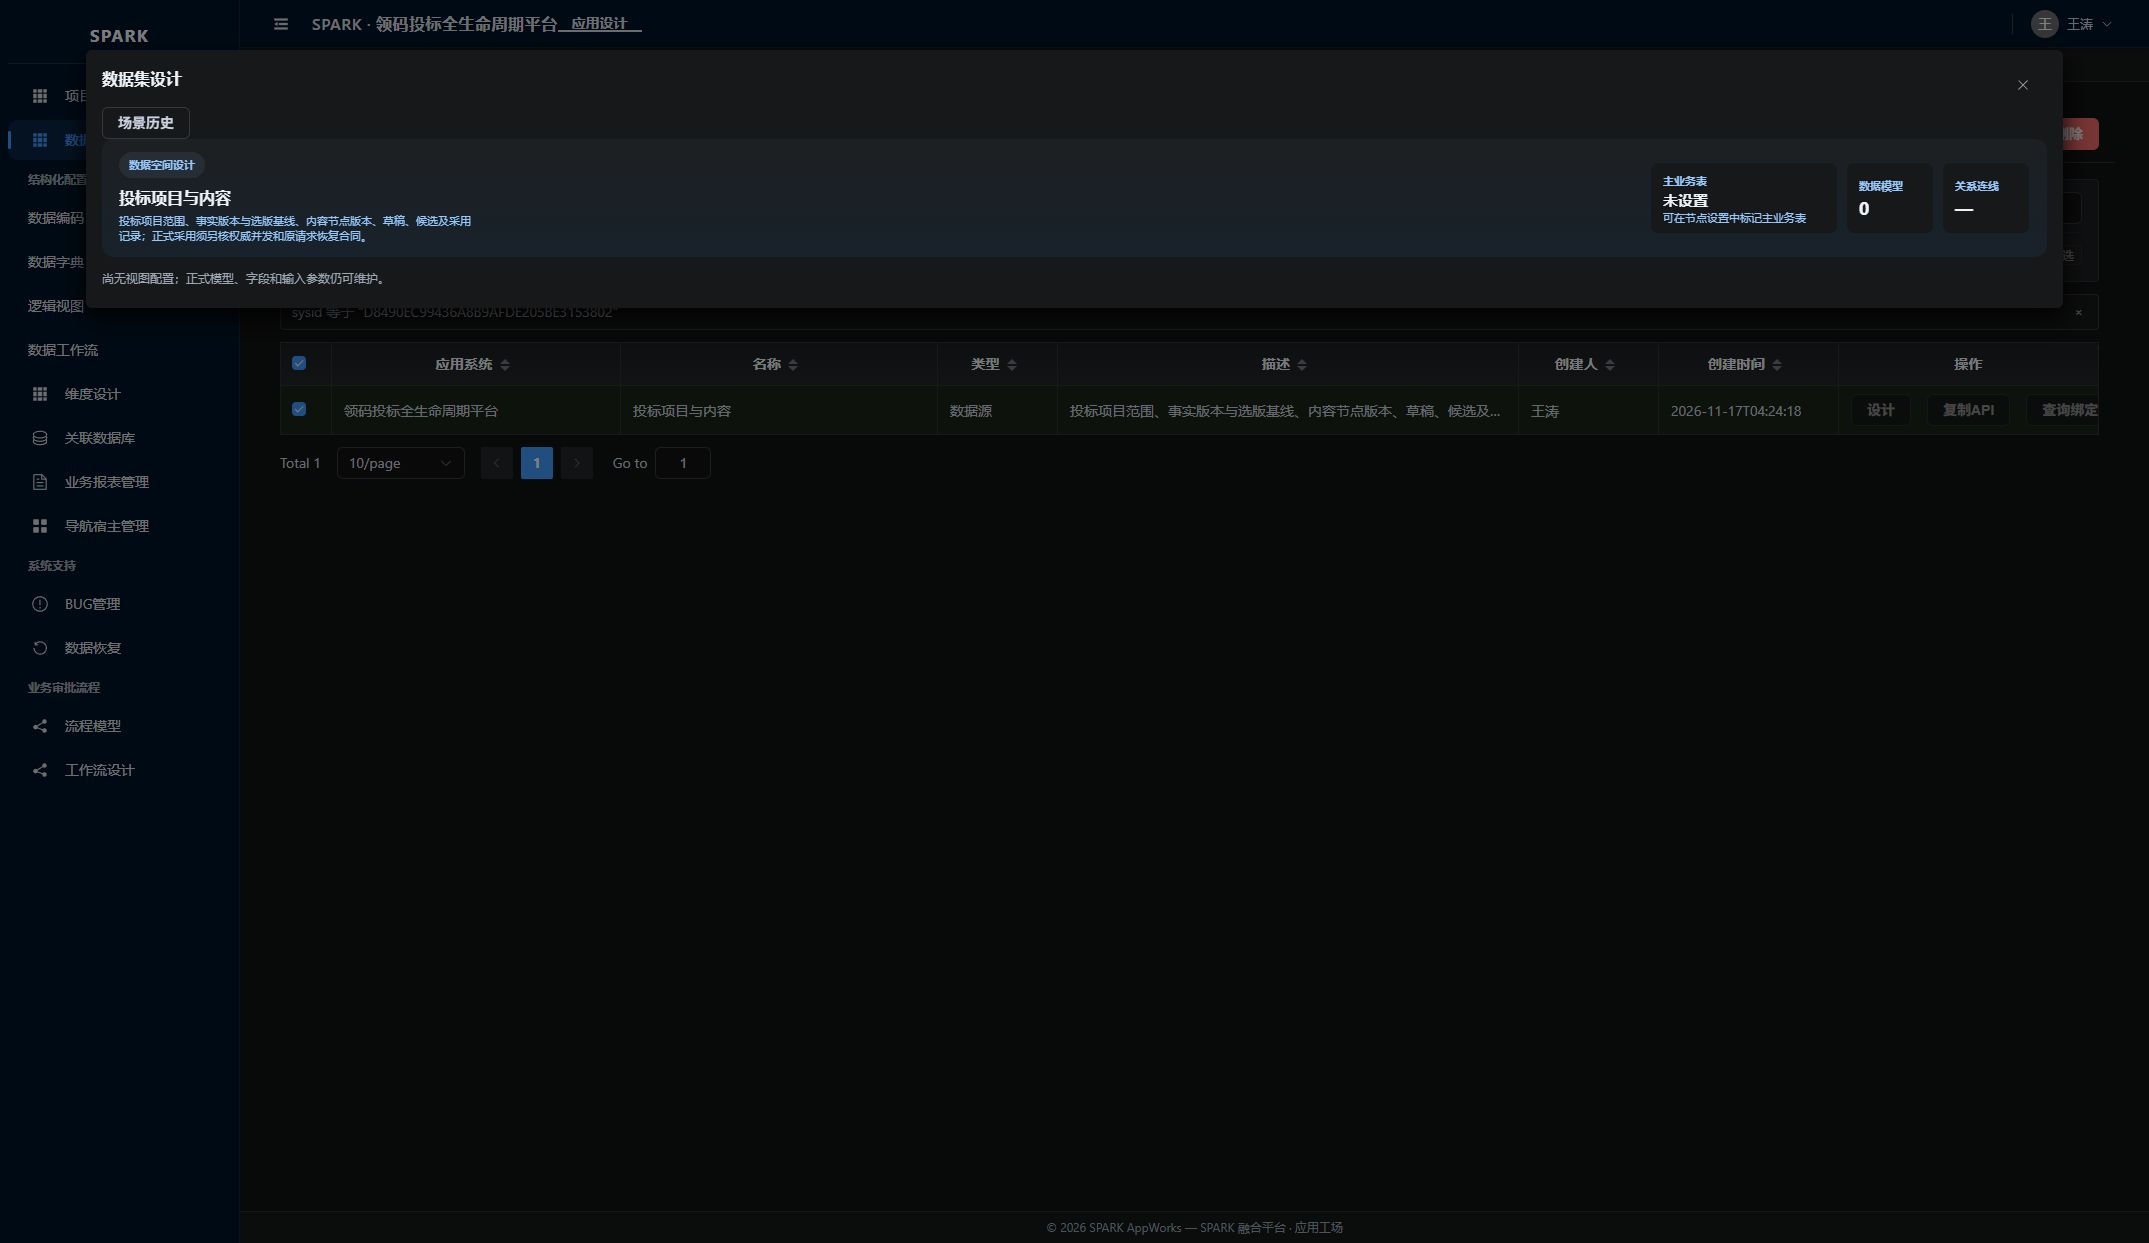 SPARK
SPARK · 领码投标全生命周期平台 应用设计
王 王涛
数据集设计
场景历史
数据空间设计
投标项目与内容
投标项目范围、事实版本与选版基线、内容节点版本、草稿、候选及采用
记录；正式采用须另核权威并发和原请求恢复合同。
主业务表
未设置
可在节点设置中标记主业务表
数据模型
0
关系连线
—
尚无视图配置；正式模型、字段和输入参数仍可维护。
项目
数据
结构化配置
数据编码
数据字典
逻辑视图
数据工作流
维度设计
关联数据库
业务报表管理
导航宿主管理
系统支持
BUG管理
数据恢复
业务审批流程
流程模型
工作流设计
删除
选
sysid 等于 "D8490EC99436A8B9AFDE205BE3153802"
应用系统 名称 类型 描述 创建人 创建时间 操作
领码投标全生命周期平台 投标项目与内容 数据源 投标项目范围、事实版本与选版基线、内容节点版本、草稿、候选及... 王涛 2026-11-17T04:24:18 设计 复制API 查询绑定
Total 1 10/page 1 Go to 1
© 2026 SPARK AppWorks — SPARK 融合平台 · 应用工场